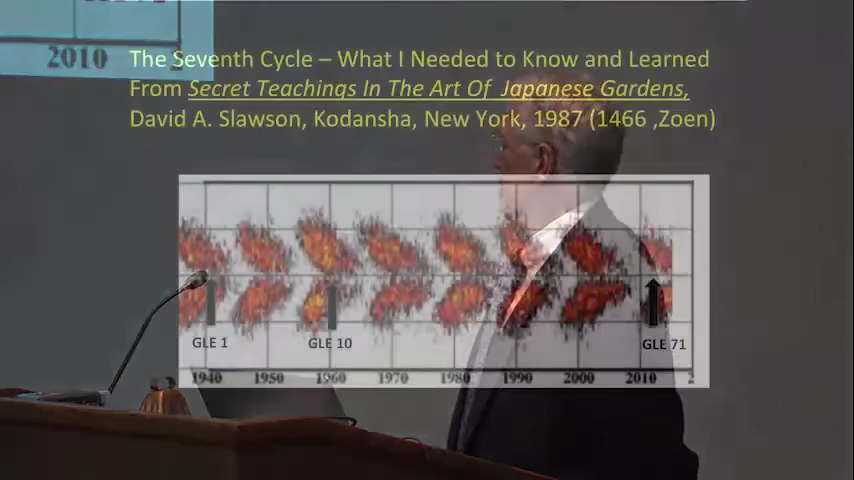 2010
The Seventh Cycle – What I Needed to Know and Learned
From Secret Teachings In The Art Of Japanese Gardens,
David A. Slawson, Kodansha, New York, 1987 (1466 ,Zoen)
GLE 1 GLE 10 GLE 71
1940 1950 1960 1970 1980 1990 2000 2010 2